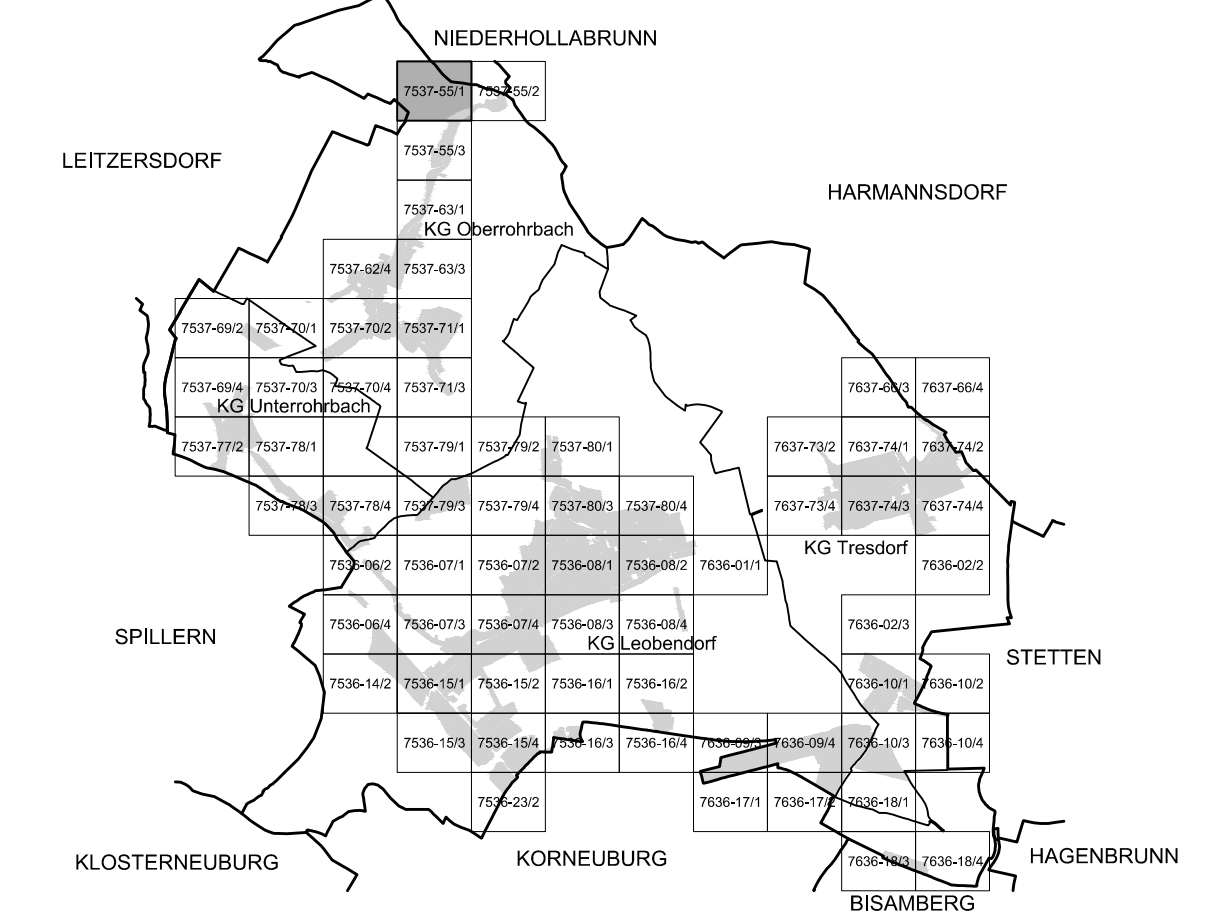 NIEDERHOLLABRUNN
7537-55/1 7537-55/2
LEITZERSDORF
7537-55/3
HARMANNSDORF
7537-63/1
KG Oberrohrbach
7537-62/4 7537-63/3
7537-69/2 7537-70/1 7537-70/2 7537-71/1
7537-69/4 7537-70/3 7537-70/4 7537-71/3 7637-66/3 7637-66/4
KG Unterrohrbach
7537-77/2 7537-78/1 7537-79/1 7537-79/2 7537-80/1 7637-73/2 7637-74/1 7637-74/2
7537-78/3 7537-78/4 7537-79/3 7537-79/4 7537-80/3 7537-80/4 7637-73/4 7637-74/3 7637-74/4
KG Tresdorf
7536-06/2 7536-07/1 7536-07/2 7536-08/1 7536-08/2 7636-01/1 7636-02/2
SPILLERN
7536-06/4 7536-07/3 7536-07/4 7536-08/3 7536-08/4 7636-02/3
KG Leobendorf
STETTEN
7536-14/2 7536-15/1 7536-15/2 7536-16/1 7536-16/2 7636-10/1 7636-10/2
7536-15/3 7536-15/4 7536-16/3 7536-16/4 7636-09/3 7636-09/4 7636-10/3 7636-10/4
7536-23/2 7636-17/1 7636-17/2 7636-18/1
KLOSTERNEUBURG
KORNEUBURG
7636-18/3 7636-18/4
HAGENBRUNN
BISAMBERG